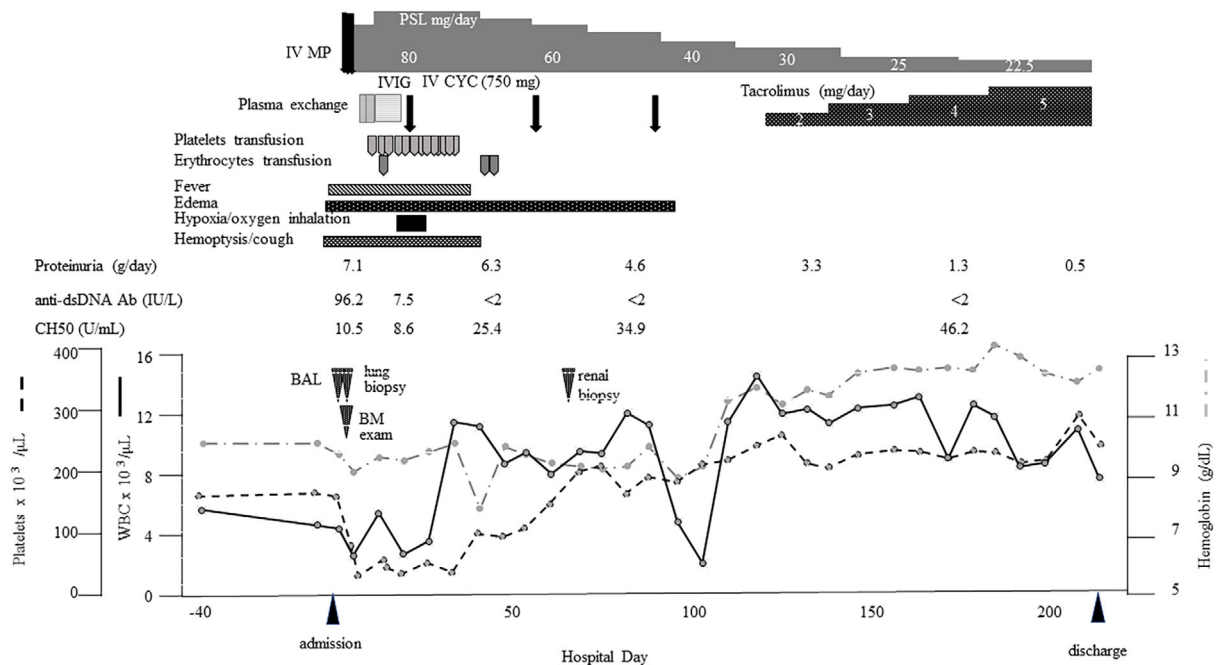 PSL mg/day
IV MP
80 60 40 30 25 22.5
IVIG IV CYC (750 mg)
Plasma exchange
Tacrolimus (mg/day)
2 3 4 5
Platelets transfusion
Erythrocytes transfusion
Fever
Edema
Hypoxia/oxygen inhalation
Hemoptysis/cough
Proteinuria (g/day) 7.1 6.3 4.6 3.3 1.3 0.5
anti-dsDNA Ab (IU/L) 96.2 7.5 <2 <2 <2
CH50 (U/mL) 10.5 8.6 25.4 34.9 46.2
400 16 13
BAL lung biopsy
renal biopsy
BM exam
300 12 11
200 8 9
100 4 7
0 0 5
Platelets x 10 3 /µL
WBC x 10 3 /µL
Hemoglobin (g/dL)
-40 50 100 150 200
admission
Hospital Day
discharge